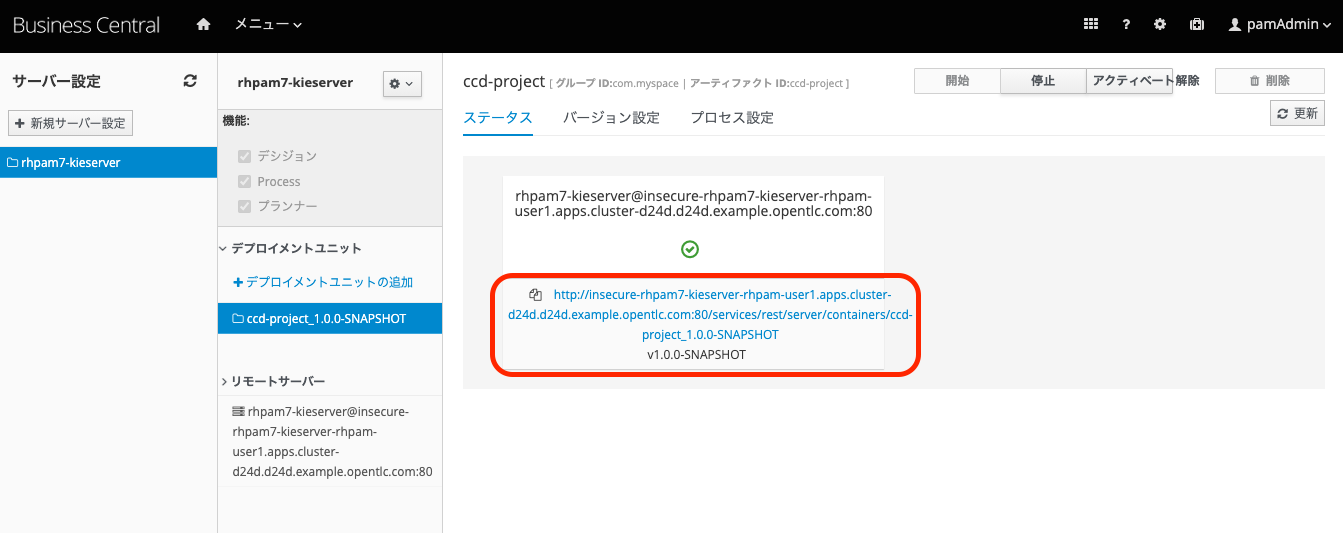 Business Central
メニュー
?
pamAdmin
サーバー設定
+ 新規サーバー設定
rhpam7-kieserver
rhpam7-kieserver
機能:
デシジョン
Process
プランナー
デプロイメントユニット
+デプロイメントユニットの追加
ccd-project_1.0.0-SNAPSHOT
リモートサーバー
rhpam7-kieserver@insecure-
rhpam7-kieserver-rhpam-
user1.apps.cluster-
d24d.d24d.example.opentlc.com:80
ccd-project [ グループ ID:com.myspace | アーティファクト ID:ccd-project ]
開始
停止
アクティベート解除
削除
ステータス
バージョン設定
プロセス設定
更新
rhpam7-kieserver@insecure-rhpam7-kieserver-rhpam-
user1.apps.cluster-d24d.d24d.example.opentlc.com:80
http://insecure-rhpam7-kieserver-rhpam-user1.apps.cluster-
d24d.d24d.example.opentlc.com:80/services/rest/server/containers/ccd-
project_1.0.0-SNAPSHOT
v1.0.0-SNAPSHOT